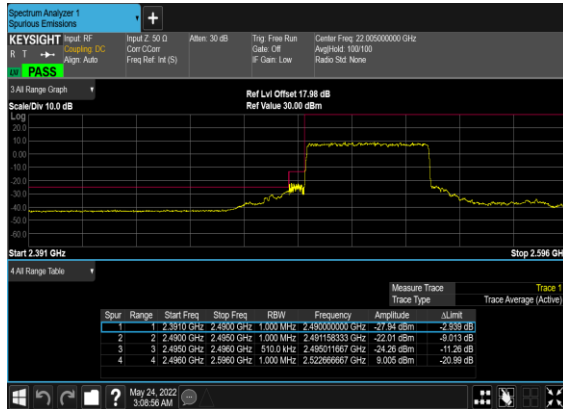 Spectrum Analyzer 1
Spurious Emissions
+
KEYSIGHT Input: RF Input Z: 50 Ω Atten: 30 dB Trig: Free Run Center Freq: 22.005000000 GHz
R T Coupling: DC Corr CCorr Gate: Off Avg|Hold: 100/100
Align: Auto Freq Ref: Int (S) IF Gain: Low Radio Std: None
PASS
3 All Range Graph Ref Lvl Offset 17.98 dB
Scale/Div 10.0 dB Ref Value 30.00 dBm
Log
20.0
10.0
0.00
-10.0
-20.0
-30.0
-40.0
-50.0
-60.0
Start 2.391 GHz Stop 2.596 GH
4 All Range Table
Measure Trace Trace 1
Trace Type Trace Average (Active)
Spur Range Start Freq Stop Freq RBW Frequency Amplitude ΔLimit
1 1 2.3910 GHz 2.4900 GHz 1.000 MHz 2.490000000 GHz -27.94 dBm -2.939 dB
2 2 2.4900 GHz 2.4950 GHz 1.000 MHz 2.491158333 GHz -22.01 dBm -9.013 dB
3 3 2.4950 GHz 2.4960 GHz 510.0 kHz 2.495011667 GHz -24.26 dBm -11.26 dB
4 4 2.4960 GHz 2.5960 GHz 1.000 MHz 2.522666667 GHz 9.005 dBm -20.99 dB
? May 24, 2022
3:08:56 AM